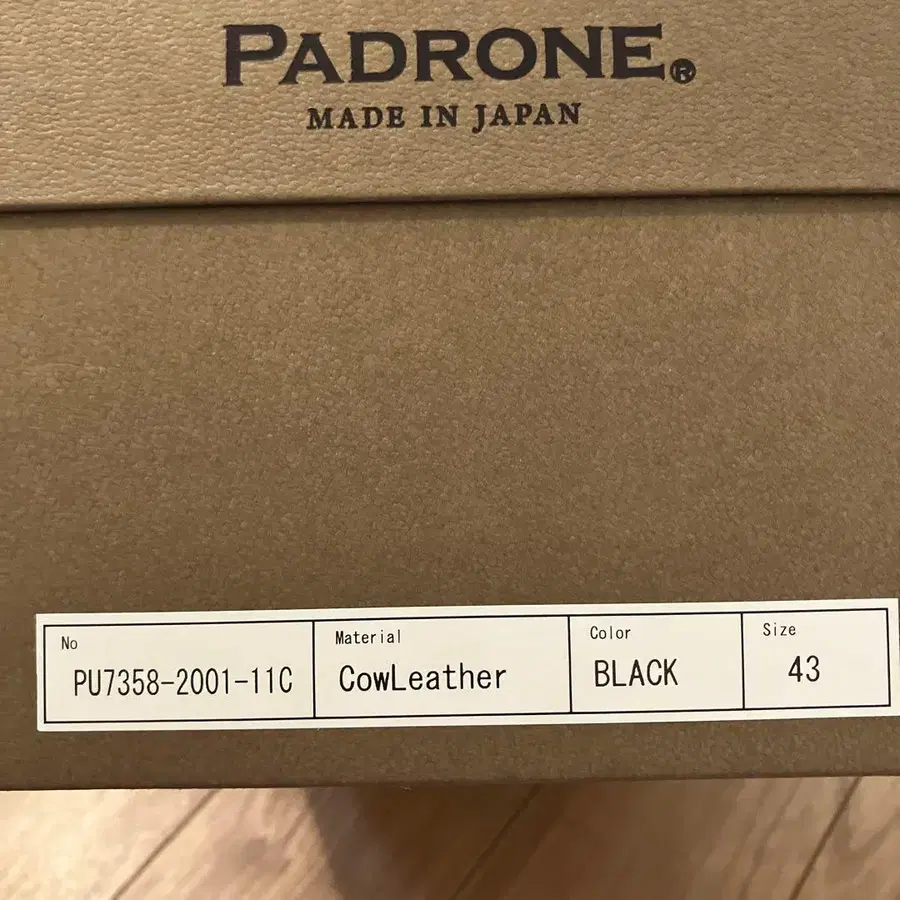 PADRONE®
MADE IN JAPAN
No Material Color Size
PU7358-2001-11C CowLeather BLACK 43